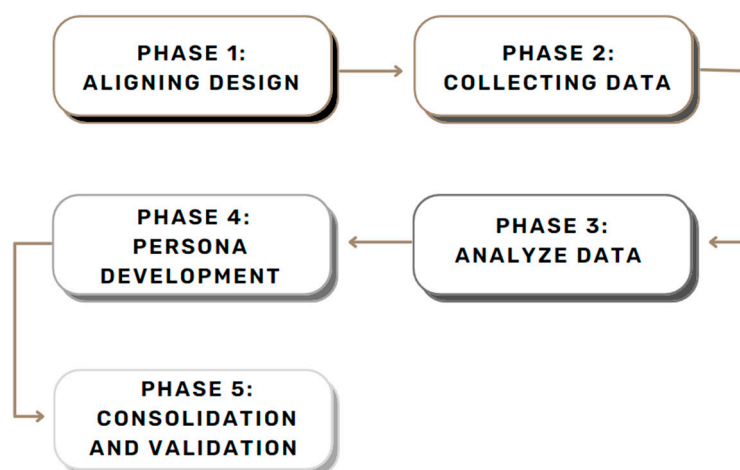 PHASE 1:
ALIGNING DESIGN
PHASE 2:
COLLECTING DATA
PHASE 3:
ANALYZE DATA
PHASE 4:
PERSONA
DEVELOPMENT
PHASE 5:
CONSOLIDATION
AND VALIDATION